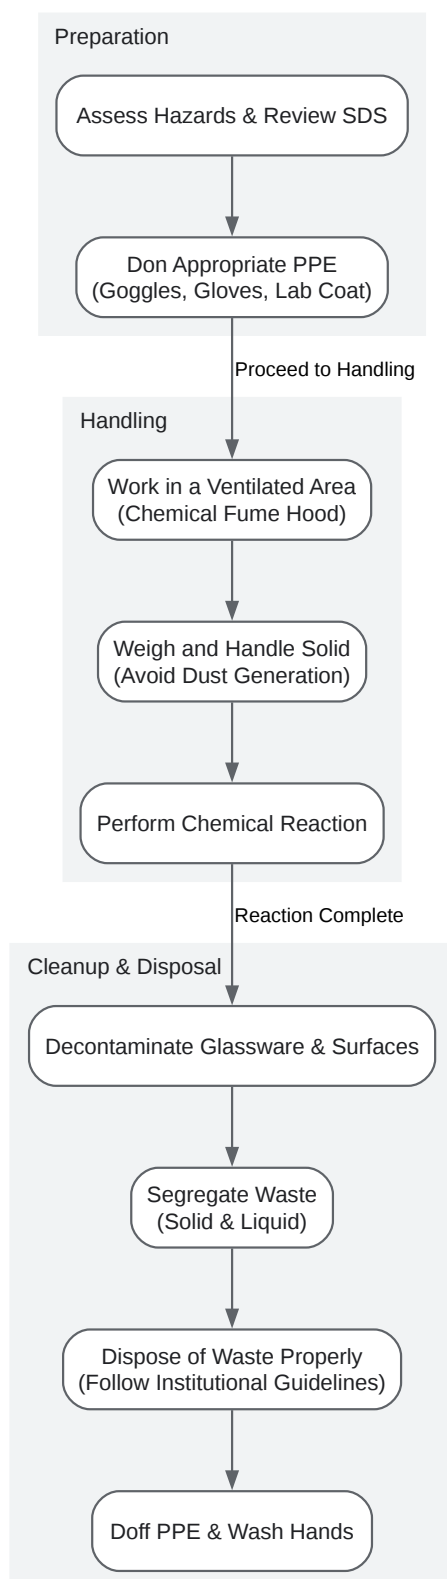 Preparation
Assess Hazards & Review SDS
Don Appropriate PPE
(Goggles, Gloves, Lab Coat)
Proceed to Handling
Handling
Work in a Ventilated Area
(Chemical Fume Hood)
Weigh and Handle Solid
(Avoid Dust Generation)
Perform Chemical Reaction
Reaction Complete
Cleanup & Disposal
Decontaminate Glassware & Surfaces
Segregate Waste
(Solid & Liquid)
Dispose of Waste Properly
(Follow Institutional Guidelines)
Doff PPE & Wash Hands